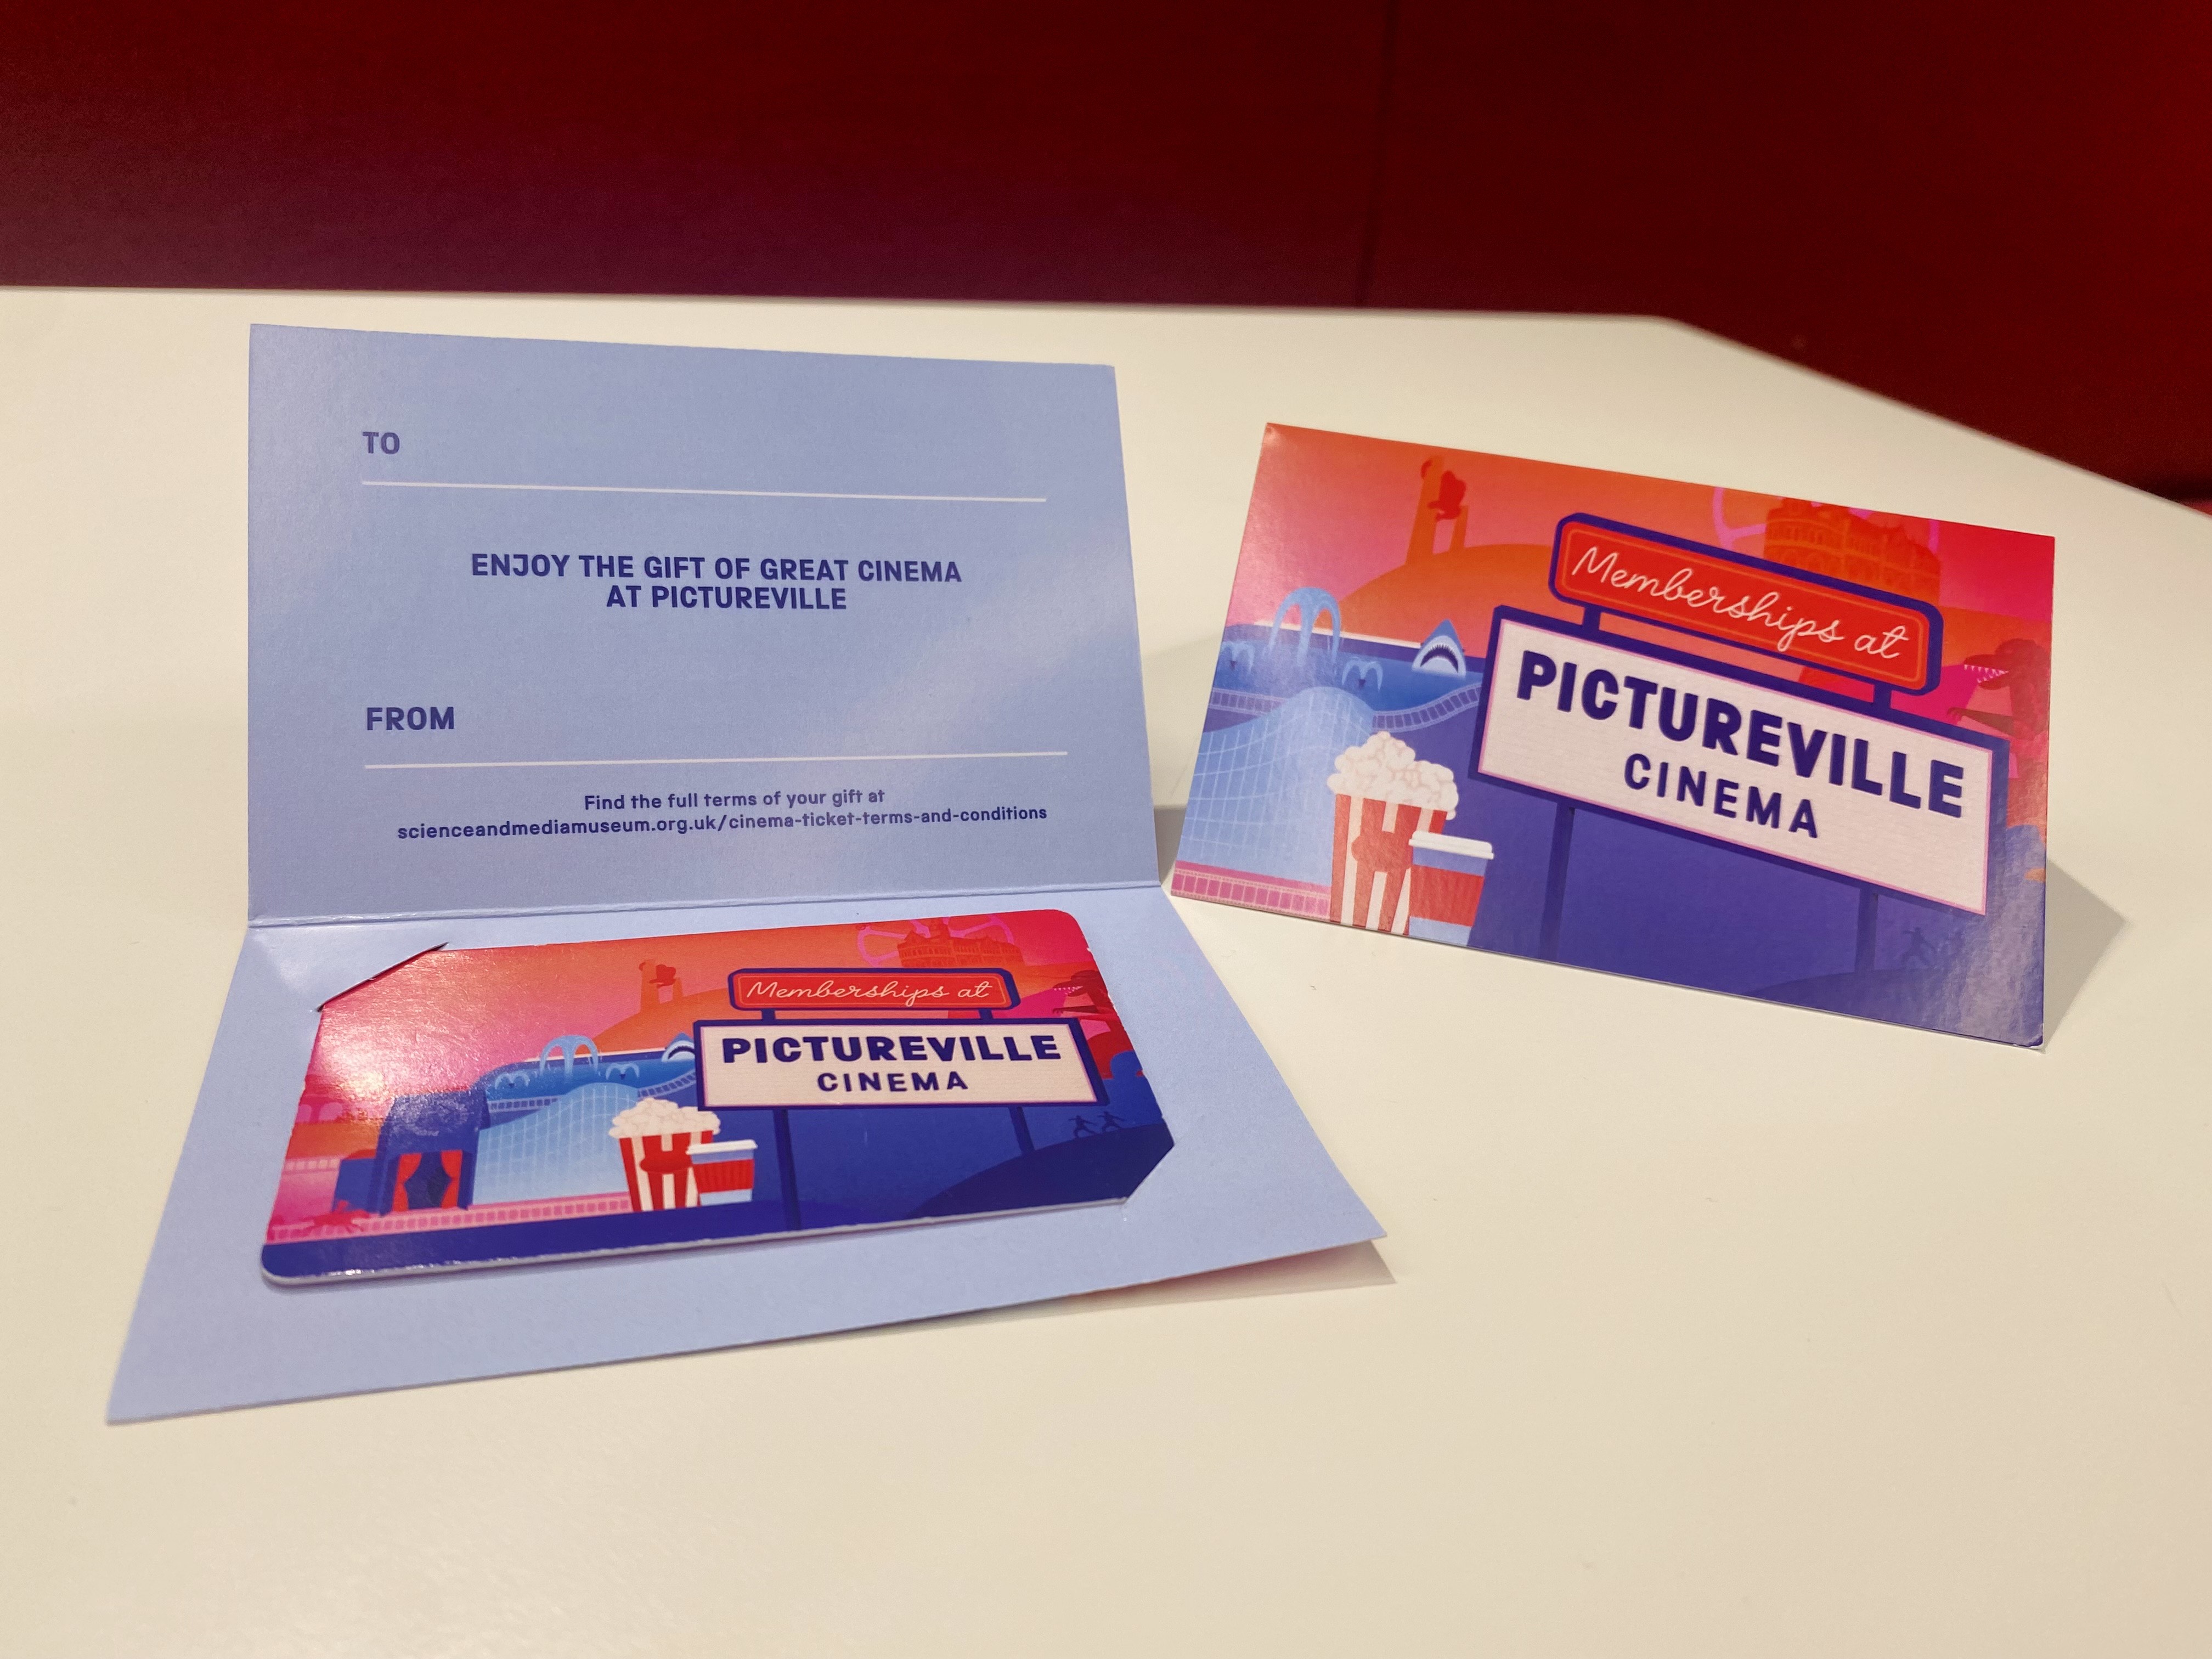 TO
ENJOY THE GIFT OF GREAT CINEMA
AT PICTUREVILLE
FROM
Find the full terms of your gift at
scienceandmediamuseum.org.uk/cinema-ticket-terms-and-conditions
Memberships at
PICTUREVILLE
CINEMA
Memberships at
PICTUREVILLE
CINEMA